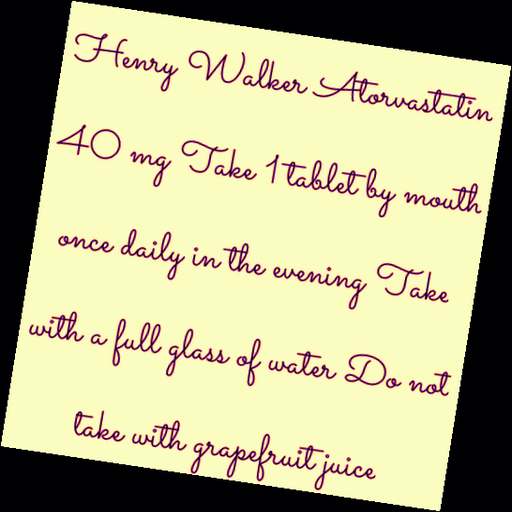 Henry Walker Atorvastatin
40 mg Take 1 tablet by mouth
once daily in the evening Take
with a full glass of water Do not
take with grapefruit juice